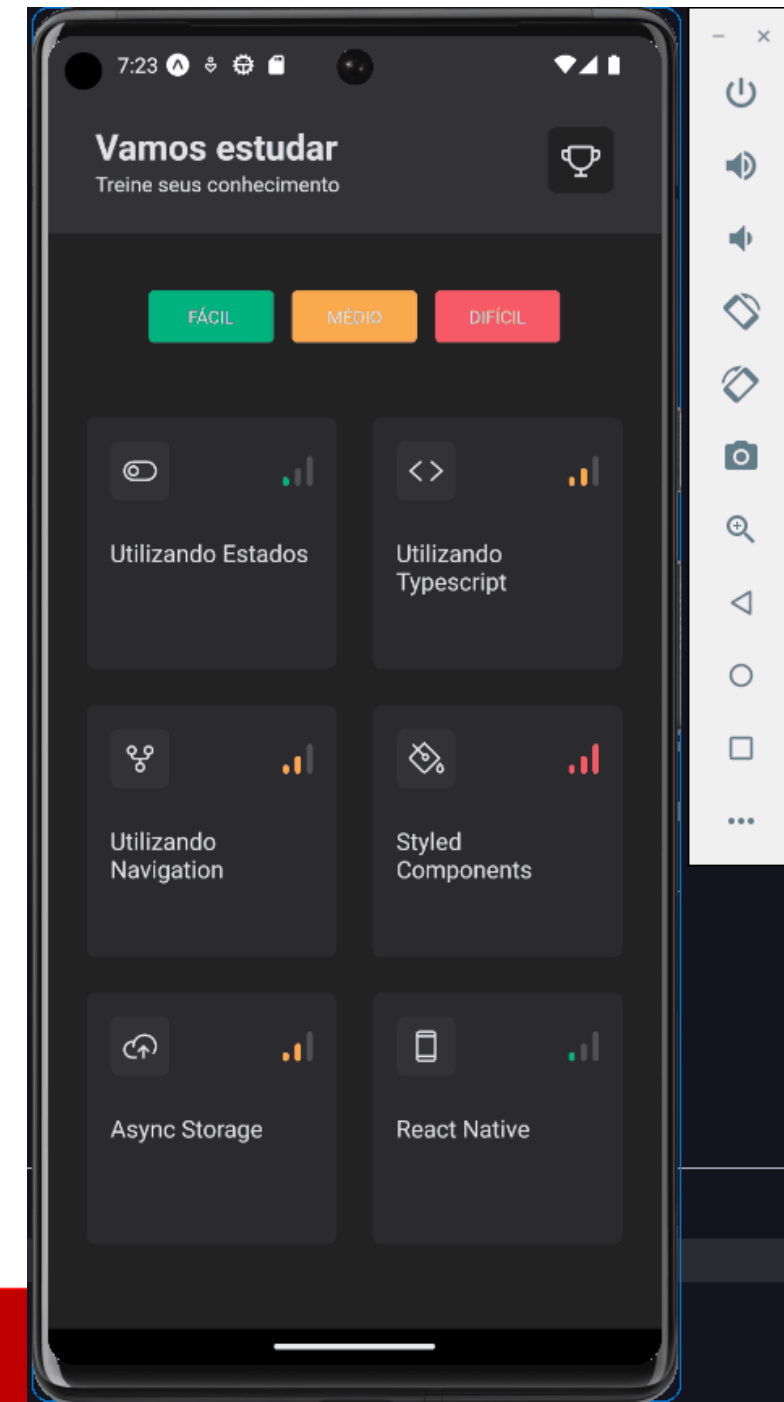 7:23
Vamos estudar
Treine seus conhecimento
FÁCIL
MÉDIO
DIFÍCIL
Utilizando Estados
Utilizando
Typescript
Utilizando
Navigation
Styled
Components
Async Storage
React Native